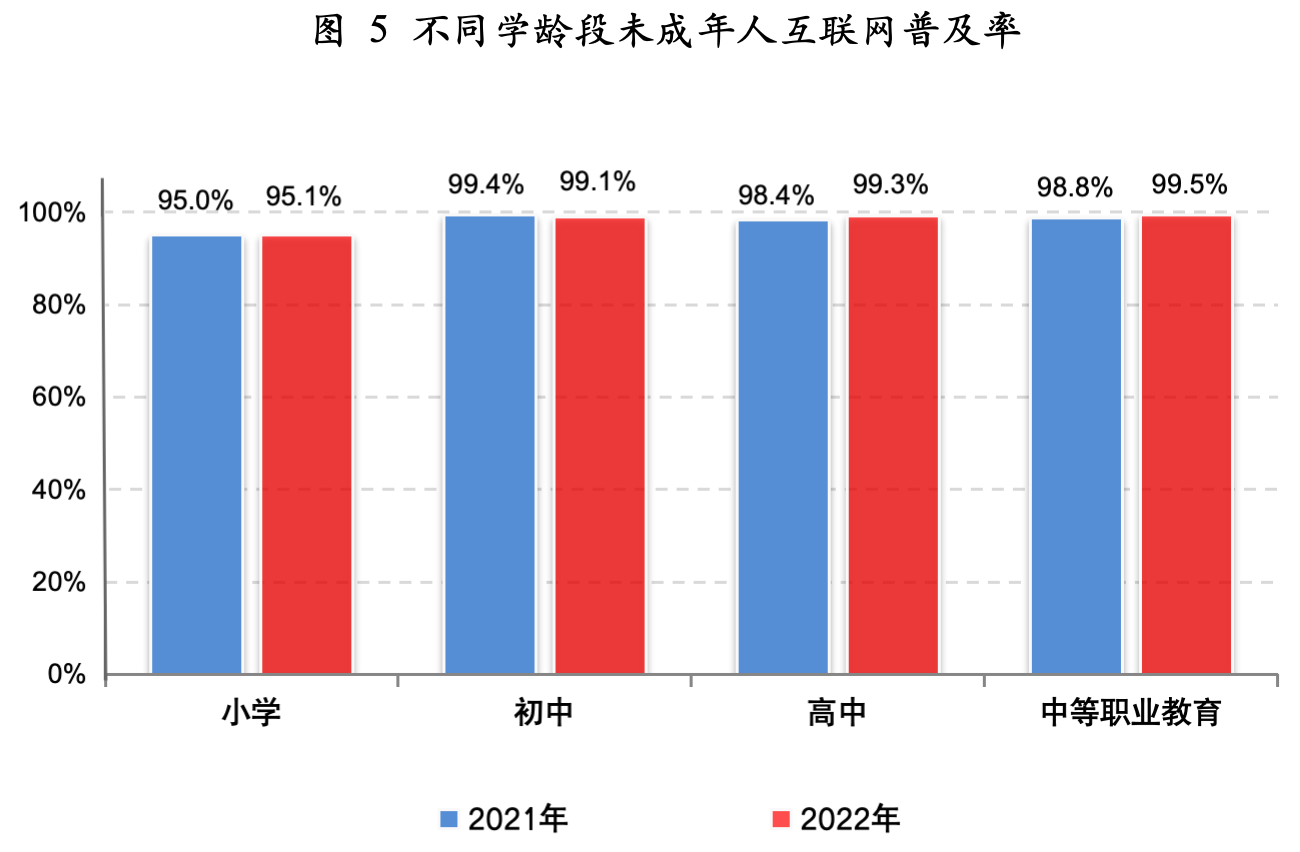 图 5 不同学龄段未成年人互联网普及率
95.0% 95.1% 99.4% 99.1% 98.4% 99.3% 98.8% 99.5%
100%
80%
60%
40%
20%
0%
小学 初中 高中 中等职业教育
2021年 2022年